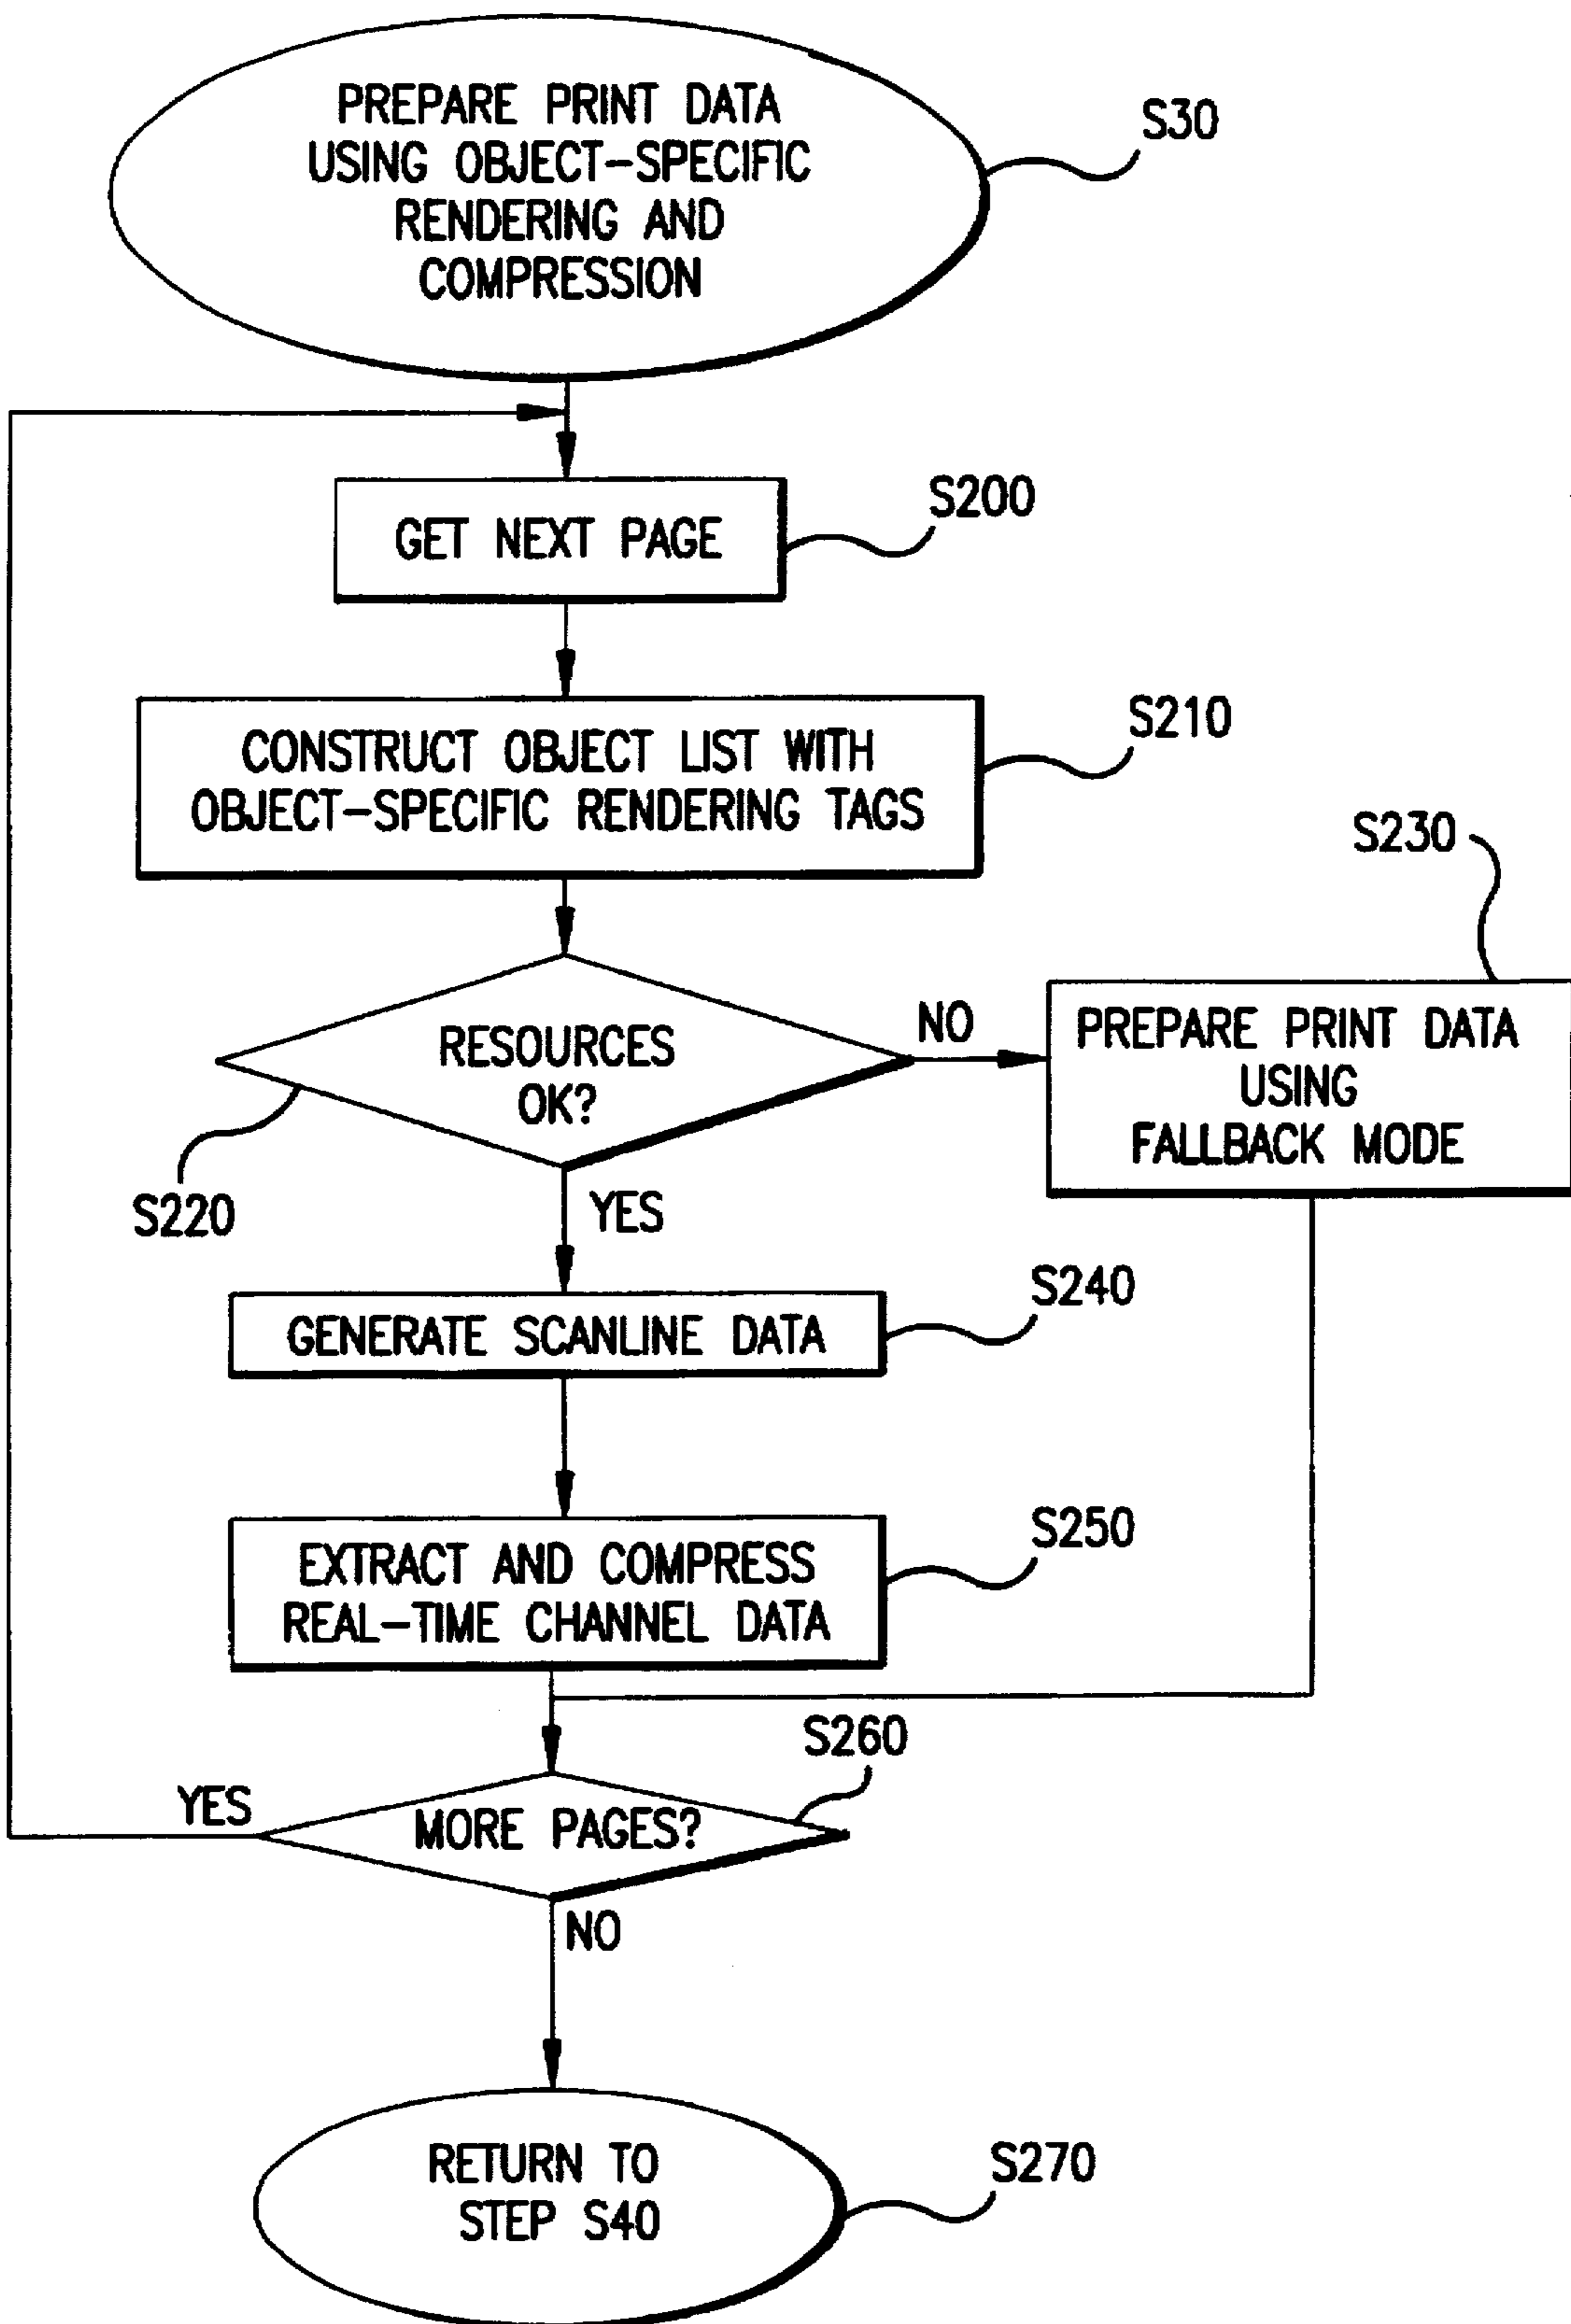 PREPARE PRINT DATA
USING OBJECT-SPECIFIC
RENDERING AND
COMPRESSION
S30
GET NEXT PAGE
S200
CONSTRUCT OBJECT LIST WITH
OBJECT-SPECIFIC RENDERING TAGS
S210
RESOURCES
OK?
S220
NO
PREPARE PRINT DATA
USING
FALLBACK MODE
S230
YES
GENERATE SCANLINE DATA
S240
EXTRACT AND COMPRESS
REAL-TIME CHANNEL DATA
S250
MORE PAGES?
S260
YES
NO
RETURN TO
STEP S40
S270